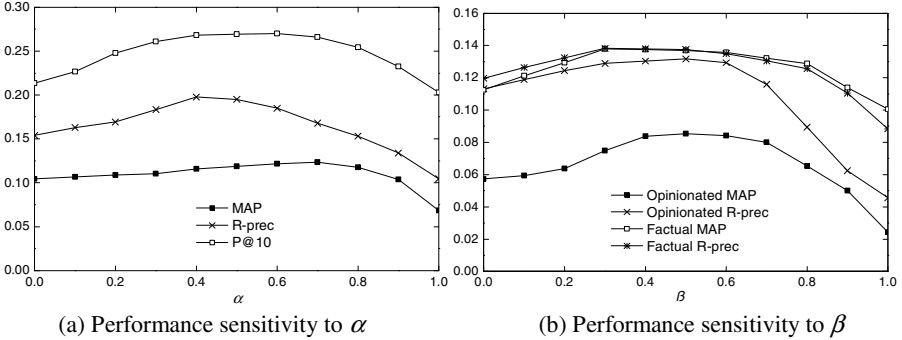 0.30
0.25
0.20
0.15
0.10
0.05
0.00
0.0 0.2 0.4 0.6 0.8 1.0
α
MAP
R-prec
P@10
(a) Performance sensitivity to α
0.16
0.14
0.12
0.10
0.08
0.06
0.04
0.02
0.00
0.0 0.2 0.4 0.6 0.8 1.0
β
Opinionated MAP
Opinionated R-prec
Factual MAP
Factual R-prec
(b) Performance sensitivity to β